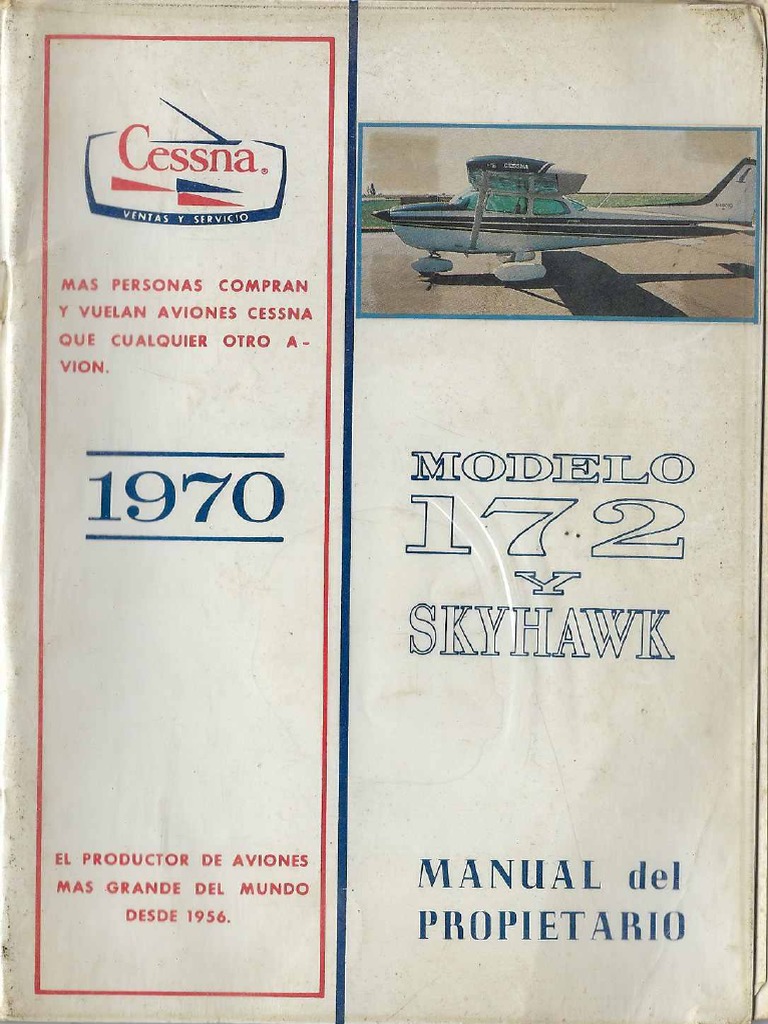 Cessna®
VENTAS Y SERVICIO
MAS PERSONAS COMPRAN
Y VUELAN AVIONES CESSNA
QUE CUALQUIER OTRO A-
VION.
1970
EL PRODUCTOR DE AVIONES
MAS GRANDE DEL MUNDO
DESDE 1956.
CESSNA
MODELO
172
Y
SKYHAWK
MANUAL del
PROPIETARIO